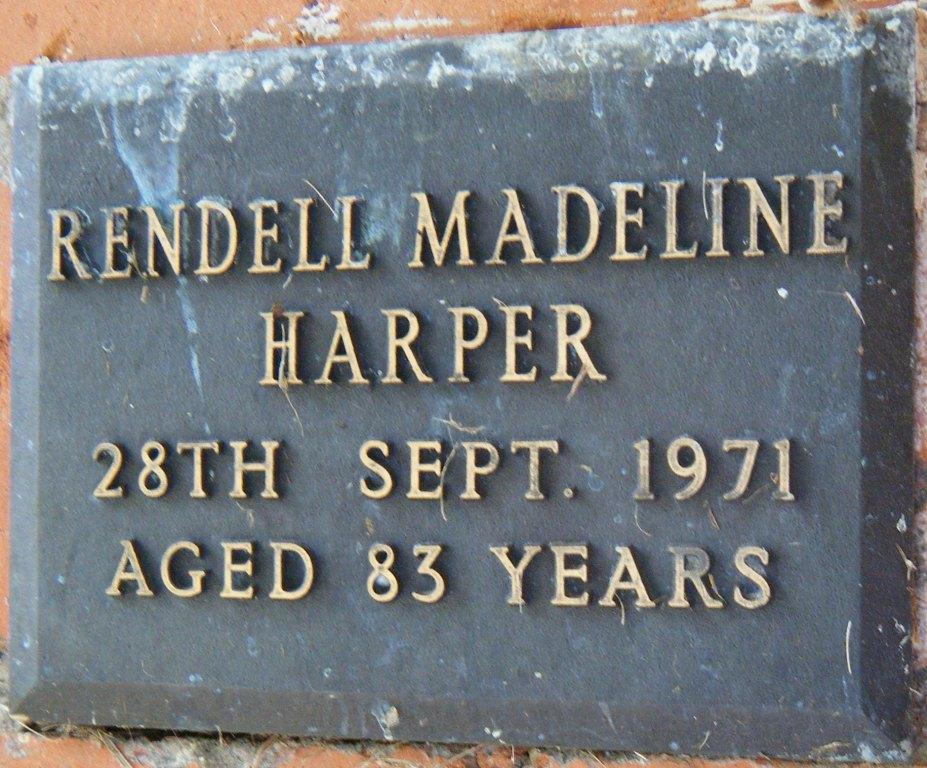 RENDELL MADELINE
HARPER
28TH SEPT. 1971
AGED 83 YEARS